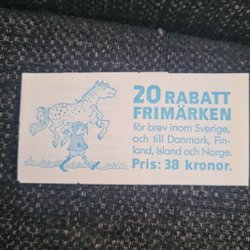 20 RABATT
FRIMÄRKEN
för brev inom Sverige,
och till Danmark, Fin-
land, Island och Norge.
Pris: 38 kronor.